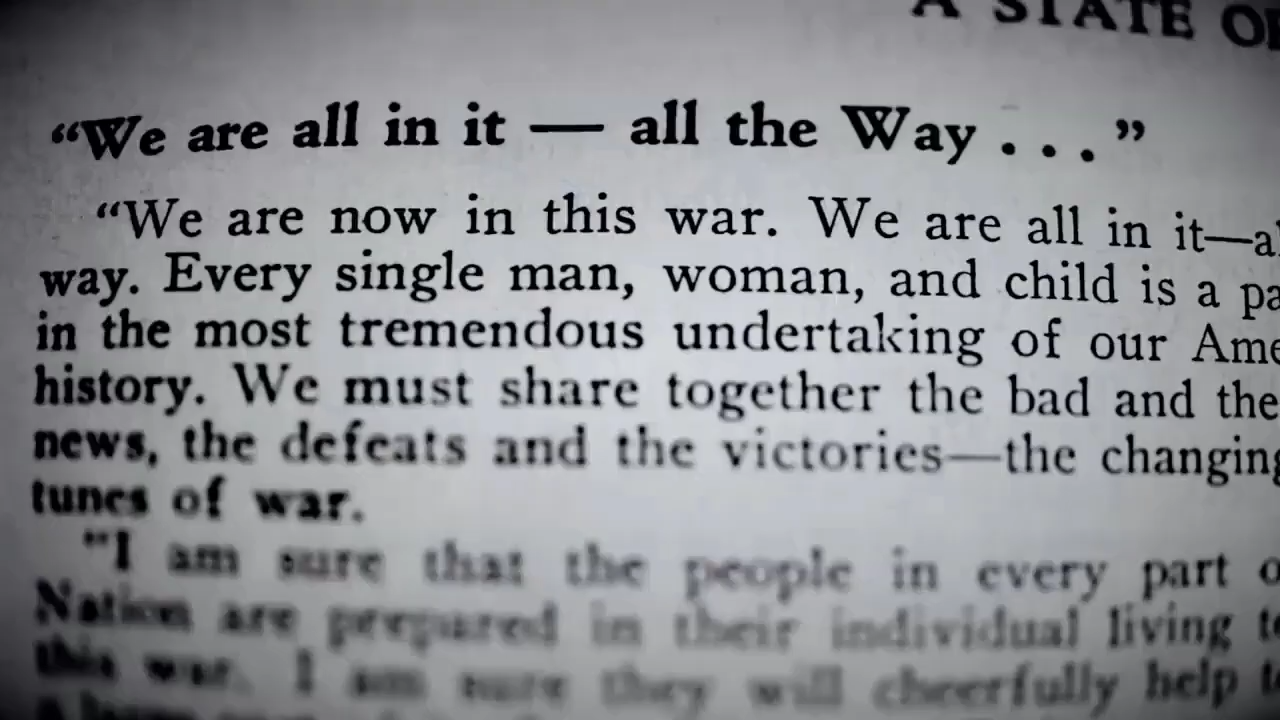 A STATE OF
“We are all in it — all the Way . . . ”
“We are now in this war. We are all in it—al
way. Every single man, woman, and child is a pa
in the most tremendous undertaking of our Ame
history. We must share together the bad and the
news, the defeats and the victories—the changing
tunes of war.
"I am sure that the people in every part o
Nation are prepared in their individual living to
this war. I am sure they will cheerfully help t